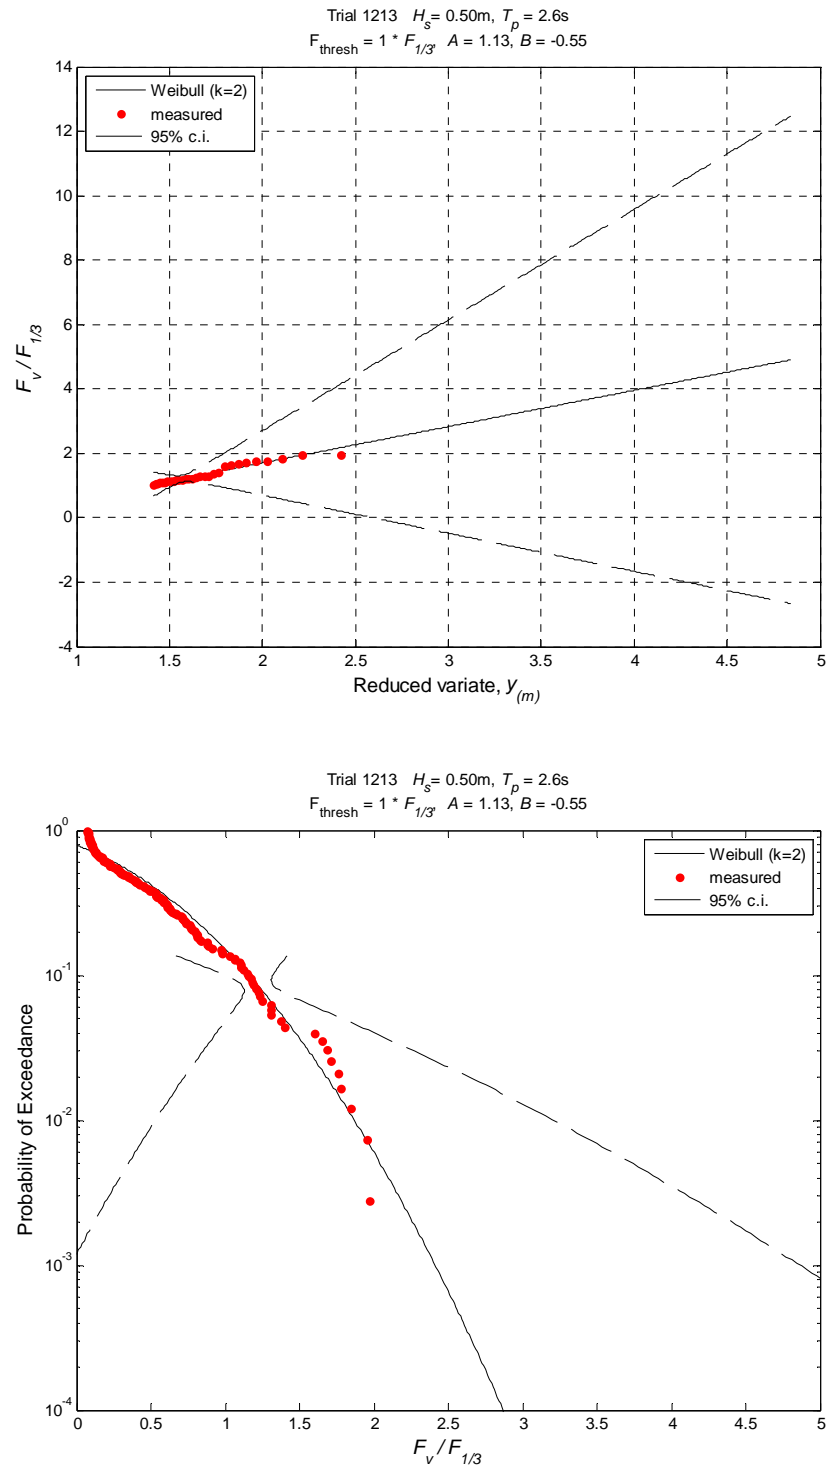 Trial 1213 H_s= 0.50m, T_p = 2.6s
F_thresh = 1 * F_1/3, A = 1.13, B = -0.55
14
12
10
8
6
4
2
0
-2
-4
F_v / F_1/3
Weibull (k=2)
measured
95% c.i.
1 1.5 2 2.5 3 3.5 4 4.5 5
Reduced variate, y_(m)
Trial 1213 H_s= 0.50m, T_p = 2.6s
F_thresh = 1 * F_1/3, A = 1.13, B = -0.55
10^0
10^-1
10^-2
10^-3
10^-4
Probability of Exceedance
Weibull (k=2)
measured
95% c.i.
0 0.5 1 1.5 2 2.5 3 3.5 4 4.5 5
F_v / F_1/3